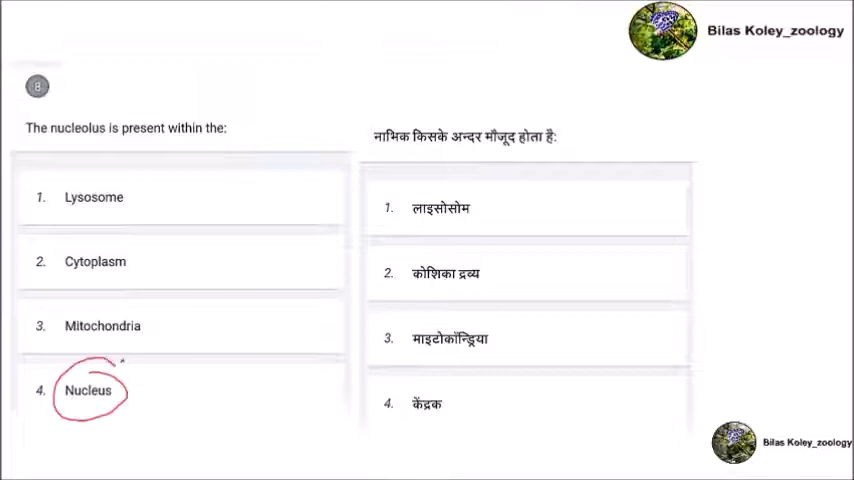 Bilas Koley_zoology
8
The nucleolus is present within the:
1. Lysosome
2. Cytoplasm
3. Mitochondria
4. Nucleus
नाभिक किसके अन्दर मौजूद होता है:
1. लाइसोसोम
2. कोशिका द्रव्य
3. माइटोकॉन्ड्रिया
4. केंद्रक
Bilas Koley_zoology